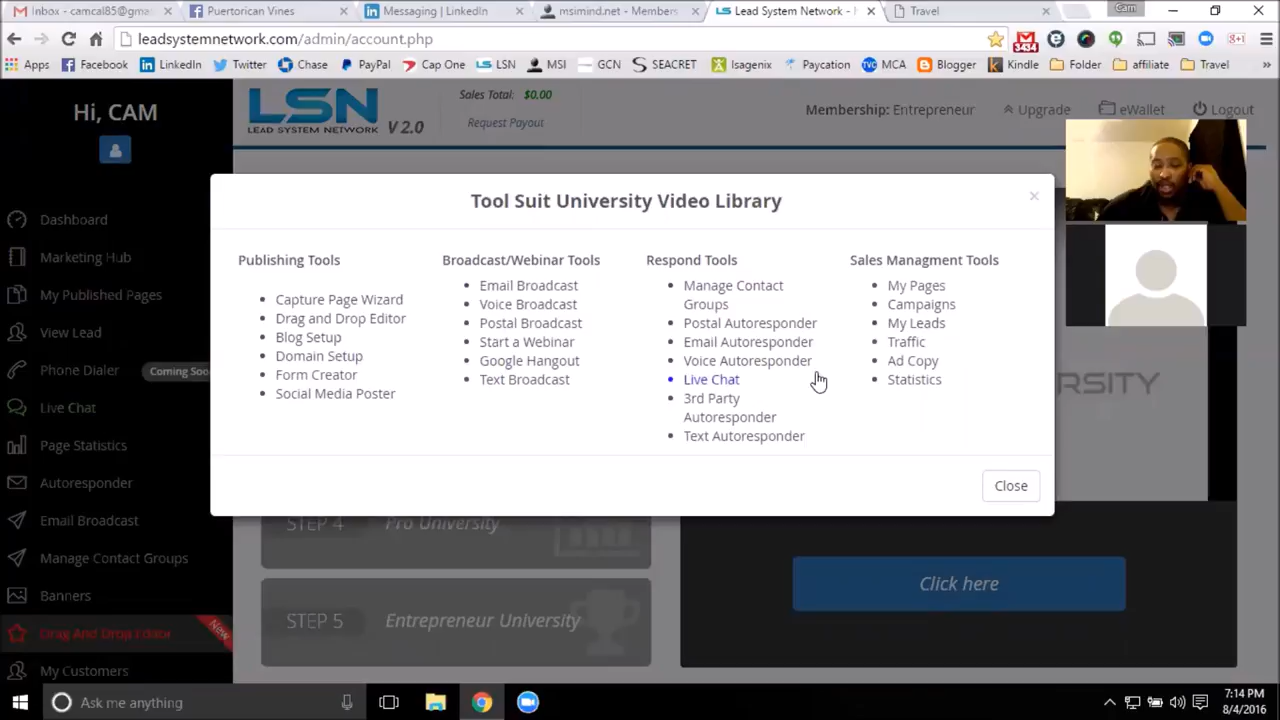 Inbox - camcal85@gma
Puertorican Vines
Messaging | LinkedIn
msimind.net - Members
Lead System Network - H
Travel
Cam
leadsystemnetwork.com/admin/account.php
3434
Apps
Facebook
LinkedIn
Twitter
Chase
PayPal
Cap One
LSN
MSI
GCN
SEACRET
Isagenix
Paycation
MCA
Blogger
Kindle
Folder
affiliate
Travel
Hi, CAM
LSN
LEAD SYSTEM NETWORK
V 2.0
Sales Total: $0.00
Request Payout
Membership: Entrepreneur
Upgrade
eWallet
Logout
Dashboard
Marketing Hub
My Published Pages
View Lead
Phone Dialer
Coming Soo
Live Chat
Page Statistics
Autoresponder
Email Broadcast
Manage Contact Groups
Banners
Drag And Drop Editor
New
My Customers
Tool Suit University Video Library
×
Publishing Tools
Capture Page Wizard
Drag and Drop Editor
Blog Setup
Domain Setup
Form Creator
Social Media Poster
Broadcast/Webinar Tools
Email Broadcast
Voice Broadcast
Postal Broadcast
Start a Webinar
Google Hangout
Text Broadcast
Respond Tools
Manage Contact
Groups
Postal Autoresponder
Email Autoresponder
Voice Autoresponder
Live Chat
3rd Party
Autoresponder
Text Autoresponder
Sales Managment Tools
My Pages
Campaigns
My Leads
Traffic
Ad Copy
Statistics
Close
VERSITY
STEP 4
Pro University
STEP 5
Entrepreneur University
Click here
Ask me anything
7:14 PM
8/4/2016